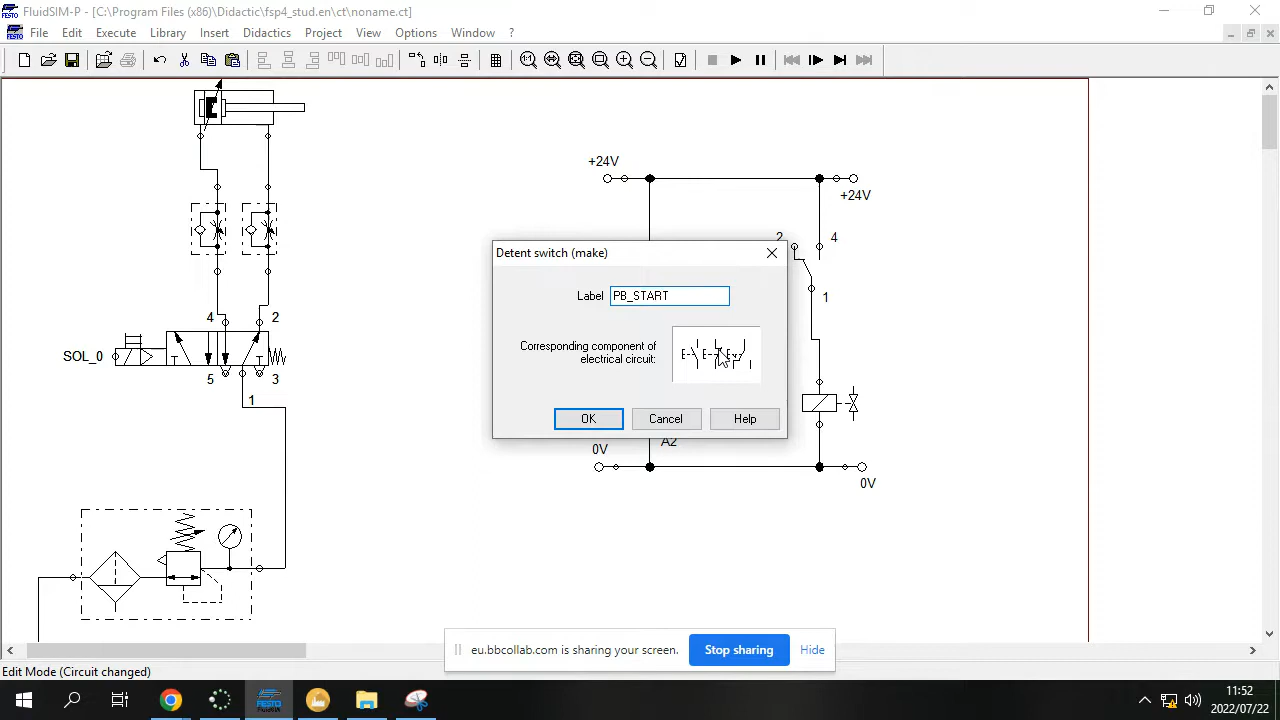 FluidSIM-P - [C:\Program Files (x86)\Didactic\fsp4_stud.en\ct\noname.ct]
File Edit Execute Library Insert Didactics Project View Options Window ?
+24V
+24V
2
4
1
Detent switch (make)
Label PB_START
Corresponding component of
electrical circuit:
OK Cancel Help
4
2
SOL_0
5
3
1
A2
0V
0V
eu.bbcollab.com is sharing your screen. Stop sharing Hide
Edit Mode (Circuit changed)
FESTO
11:52
2022/07/22